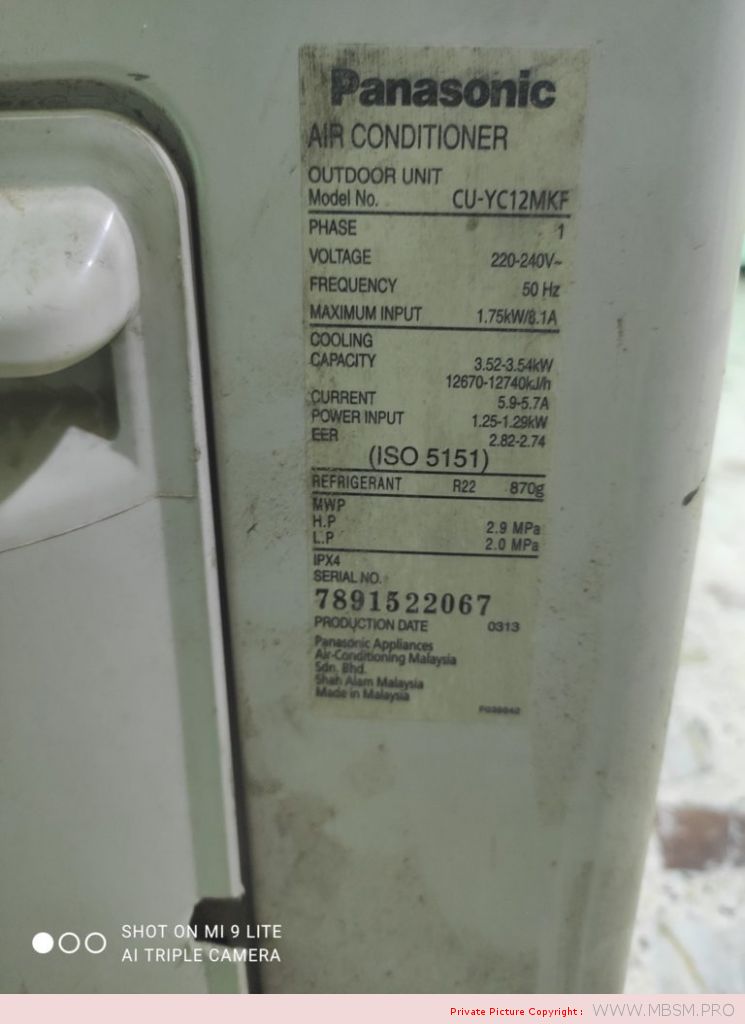 Panasonic
AIR CONDITIONER
OUTDOOR UNIT
Model No. CU-YC12MKF
PHASE 1
VOLTAGE 220-240V~
FREQUENCY 50 Hz
MAXIMUM INPUT 1.75kW/8.1A
COOLING
CAPACITY 3.52-3.54kW
12670-12740kJ/h
CURRENT 5.9-5.7A
POWER INPUT 1.25-1.29kW
EER 2.82-2.74
(ISO 5151)
REFRIGERANT R22 870g
MWP
H.P 2.9 MPa
L.P 2.0 MPa
IPX4
SERIAL NO.
7891522067
PRODUCTION DATE 0313
Panasonic Appliances
Air-Conditioning Malaysia
Sdn. Bhd.
Shah Alam Malaysia
Made in Malaysia
SHOT ON MI 9 LITE
AI TRIPLE CAMERA
Private Picture Copyright : WWW.MBSM.PRO